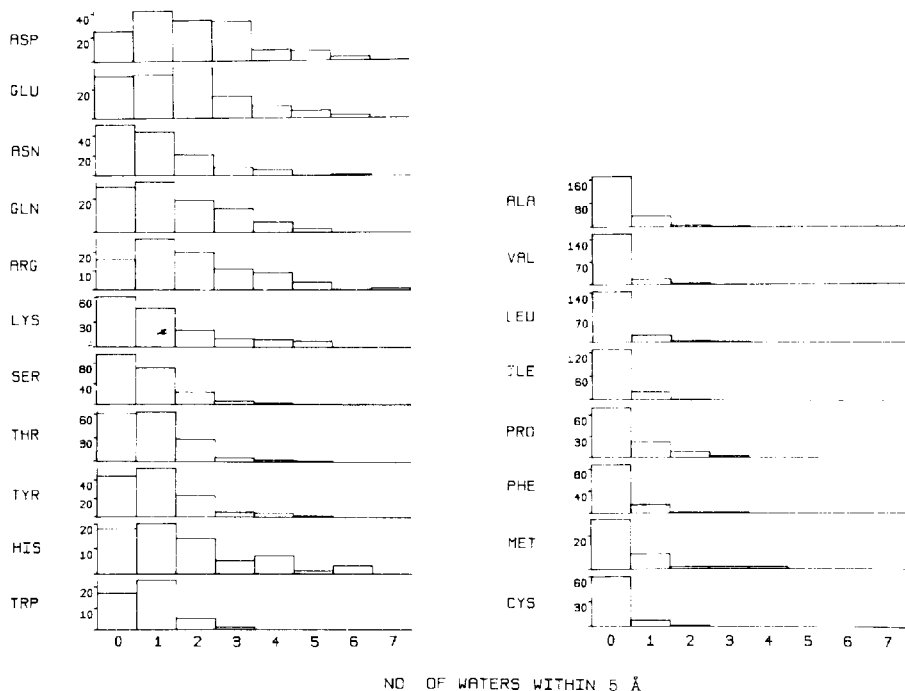 ASP 40 20
GLU 20
ASN 40 20
GLN 20
ARG 20 10
LYS 60 30
SER 80 40
THR 60 30
TYR 40 20
HIS 20 10
TRP 20 10
0 1 2 3 4 5 6 7
ALA 160 80
VAL 140 70
LEU 140 70
ILE 120 60
PRO 60 30
PHE 80 40
MET 20
CYS 60 30
0 1 2 3 4 5 6 7
NO OF WATERS WITHIN 5 Å